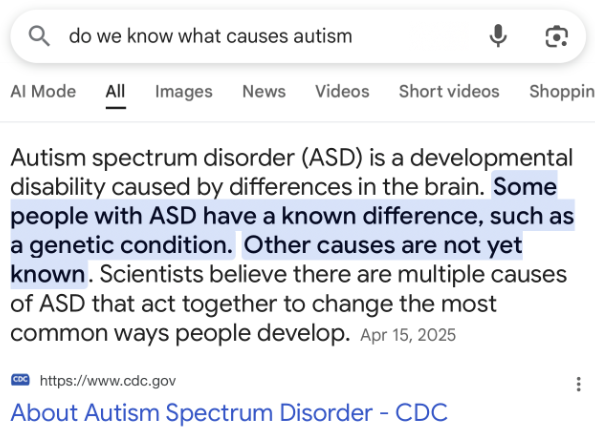 do we know what causes autism
AI Mode All Images News Videos Short videos Shoppin
Autism spectrum disorder (ASD) is a developmental
disability caused by differences in the brain. Some
people with ASD have a known difference, such as
a genetic condition. Other causes are not yet
known. Scientists believe there are multiple causes
of ASD that act together to change the most
common ways people develop. Apr 15, 2025
CDC https://www.cdc.gov
About Autism Spectrum Disorder - CDC